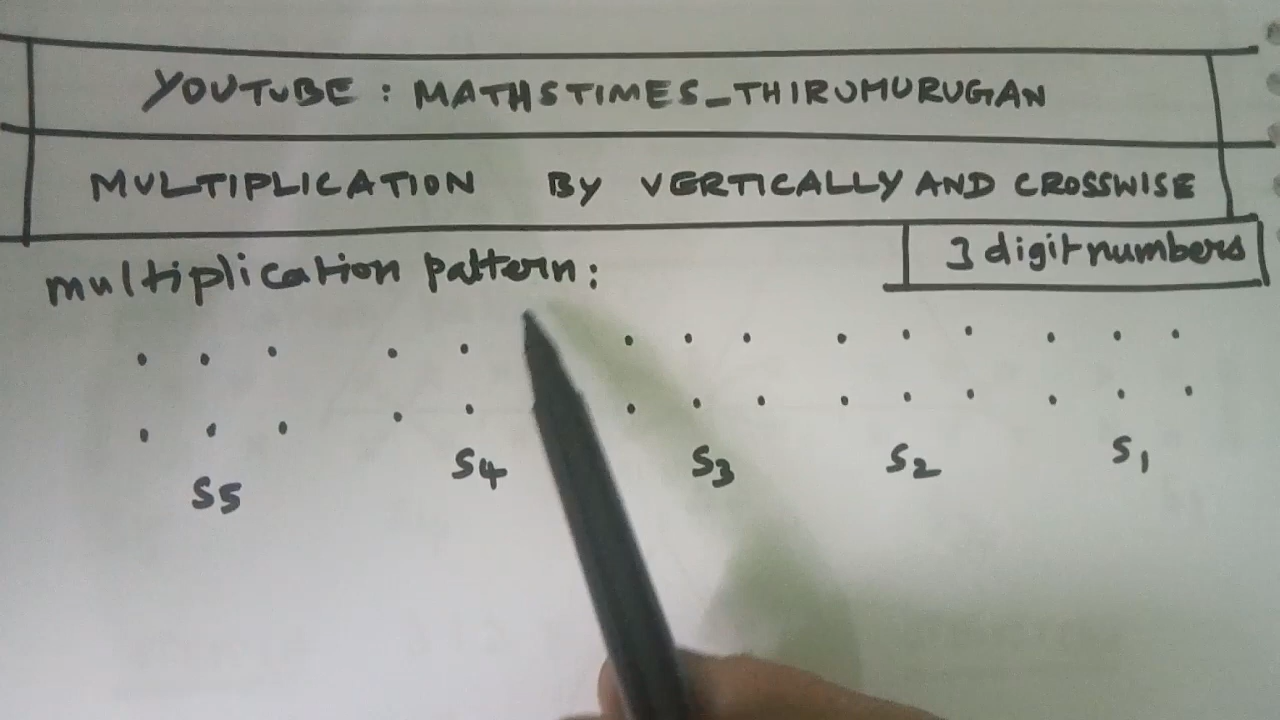 YOUTUBE : MATHSTIMES_THIRUMURUGAN
MULTIPLICATION BY VERTICALLY AND CROSSWISE
3 digit numbers
multiplication pattern:
S5 S4 S3 S2 S1